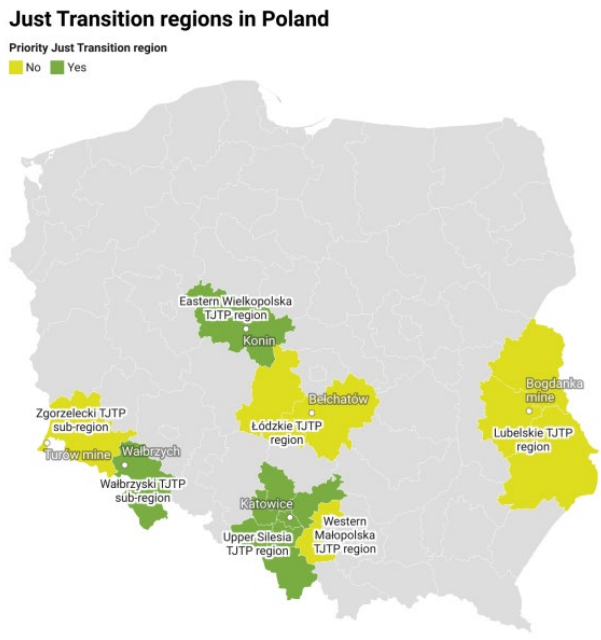 Just Transition regions in Poland
Priority Just Transition region
No Yes
Eastern Wielkopolska
TJTP region
Konin
Bełchatów
Łódzkie TJTP
region
Bogdanka
mine
Lubelskie TJTP
region
Zgorzelecki TJTP
sub-region
Turów mine
Wałbrzych
Wałbrzyski TJTP
sub-region
Katowice
Upper Silesia
TJTP region
Western
Małopolska
TJTP region